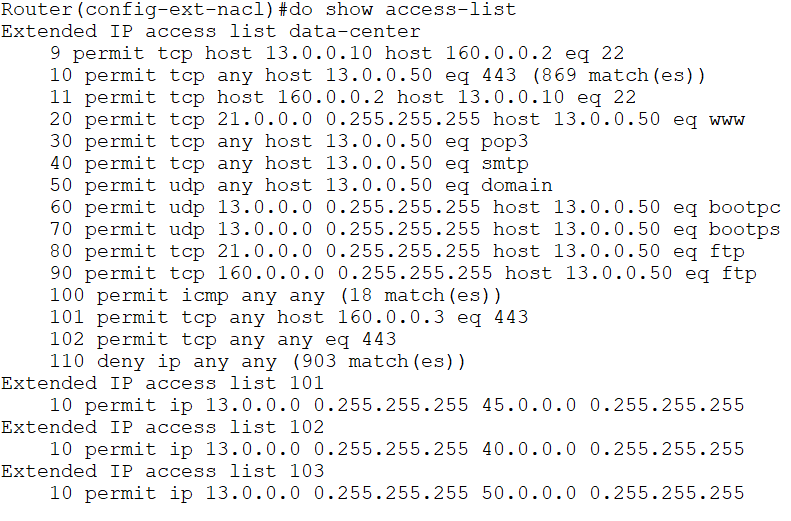 Router(config-ext-nacl)#do show access-list
Extended IP access list data-center
    9 permit tcp host 13.0.0.10 host 160.0.0.2 eq 22
    10 permit tcp any host 13.0.0.50 eq 443 (869 match(es))
    11 permit tcp host 160.0.0.2 host 13.0.0.10 eq 22
    20 permit tcp 21.0.0.0 0.255.255.255 host 13.0.0.50 eq www
    30 permit tcp any host 13.0.0.50 eq pop3
    40 permit tcp any host 13.0.0.50 eq smtp
    50 permit udp any host 13.0.0.50 eq domain
    60 permit udp 13.0.0.0 0.255.255.255 host 13.0.0.50 eq bootpc
    70 permit udp 13.0.0.0 0.255.255.255 host 13.0.0.50 eq bootps
    80 permit tcp 21.0.0.0 0.255.255.255 host 13.0.0.50 eq ftp
    90 permit tcp 160.0.0.0 0.255.255.255 host 13.0.0.50 eq ftp
    100 permit icmp any any (18 match(es))
    101 permit tcp any host 160.0.0.3 eq 443
    102 permit tcp any any eq 443
    110 deny ip any any (903 match(es))
Extended IP access list 101
    10 permit ip 13.0.0.0 0.255.255.255 45.0.0.0 0.255.255.255
Extended IP access list 102
    10 permit ip 13.0.0.0 0.255.255.255 40.0.0.0 0.255.255.255
Extended IP access list 103
    10 permit ip 13.0.0.0 0.255.255.255 50.0.0.0 0.255.255.255